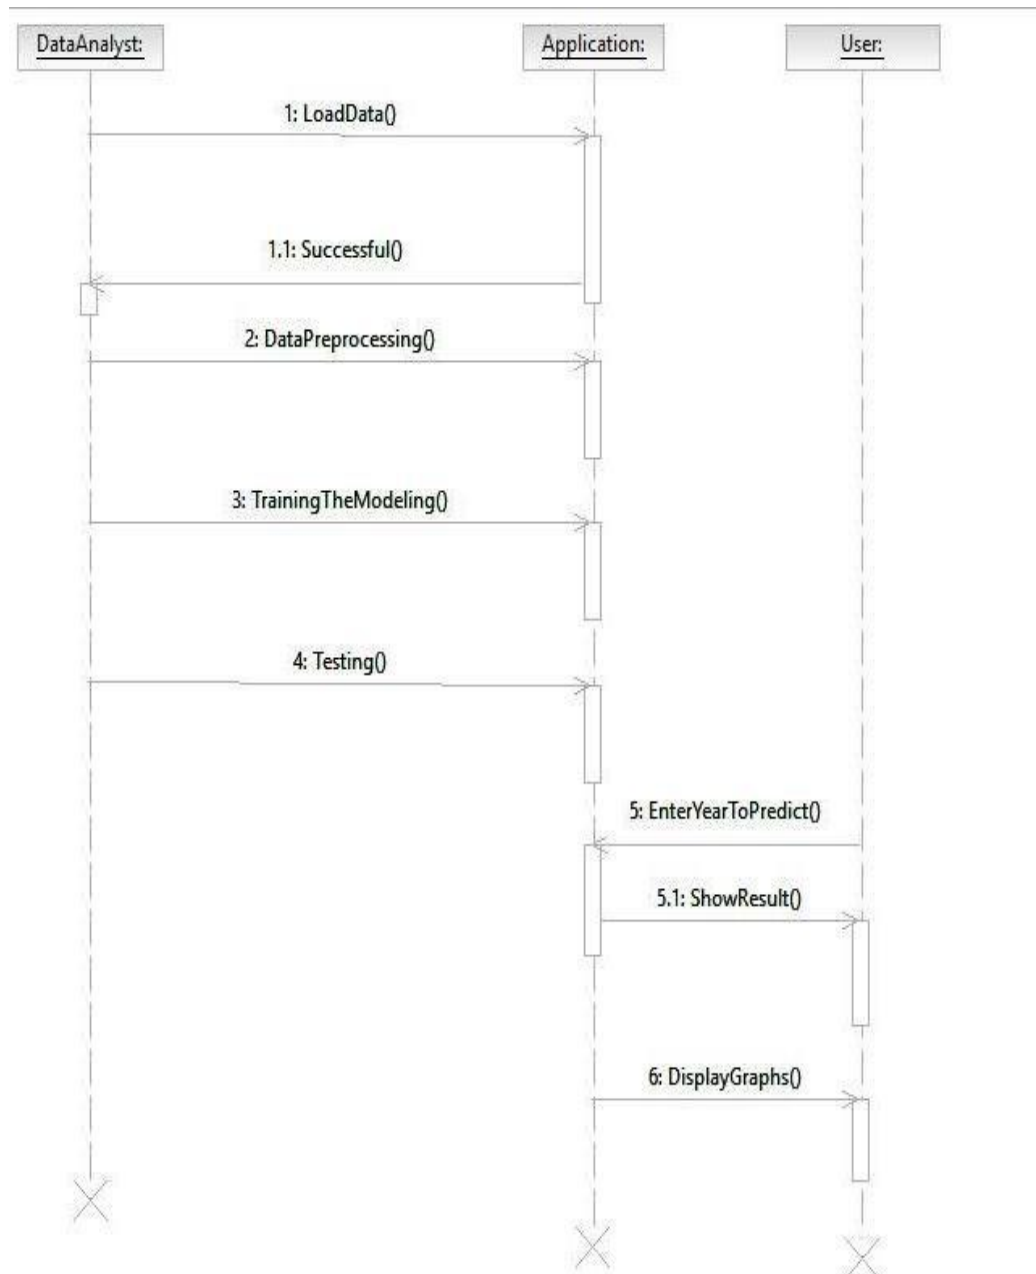 DataAnalyst:
Application:
User:
1: LoadData()
1.1: Successful()
2: DataPreprocessing()
3: TrainingTheModeling()
4: Testing()
5: EnterYearToPredict()
5.1: ShowResult()
6: DisplayGraphs()